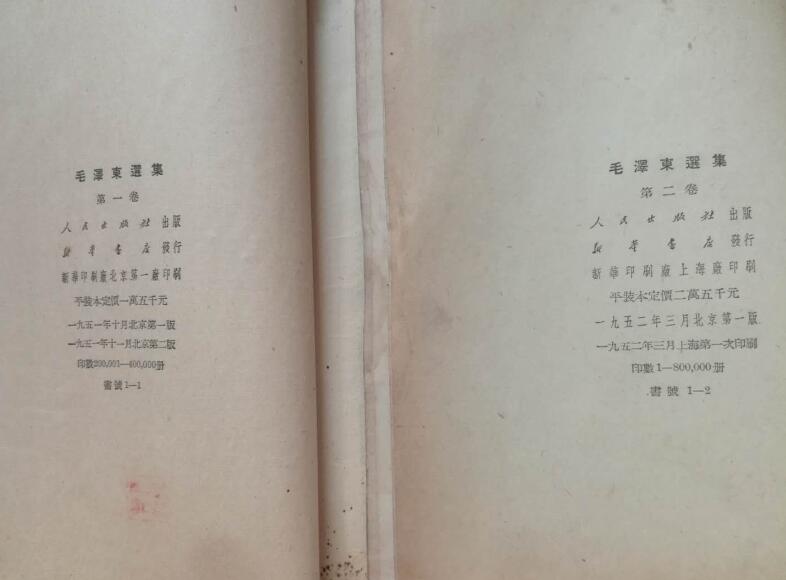 毛澤東選集
第一卷
人民出版社 出版
新華書店 發行
新華印刷廠北京第一廠印刷
平裝本定價一萬五千元
一九五一年十月北京第一版
一九五一年十一月北京第二版
印數200,001—400,000册
書號1—1
毛澤東選集
第二卷
人民出版社 出版
新華書店 發行
新華印刷廠上海廠印刷
平裝本定價二萬五千元
一九五二年三月北京第一版
一九五二年三月上海第一次印刷
印數1—800,000册
書號1—2